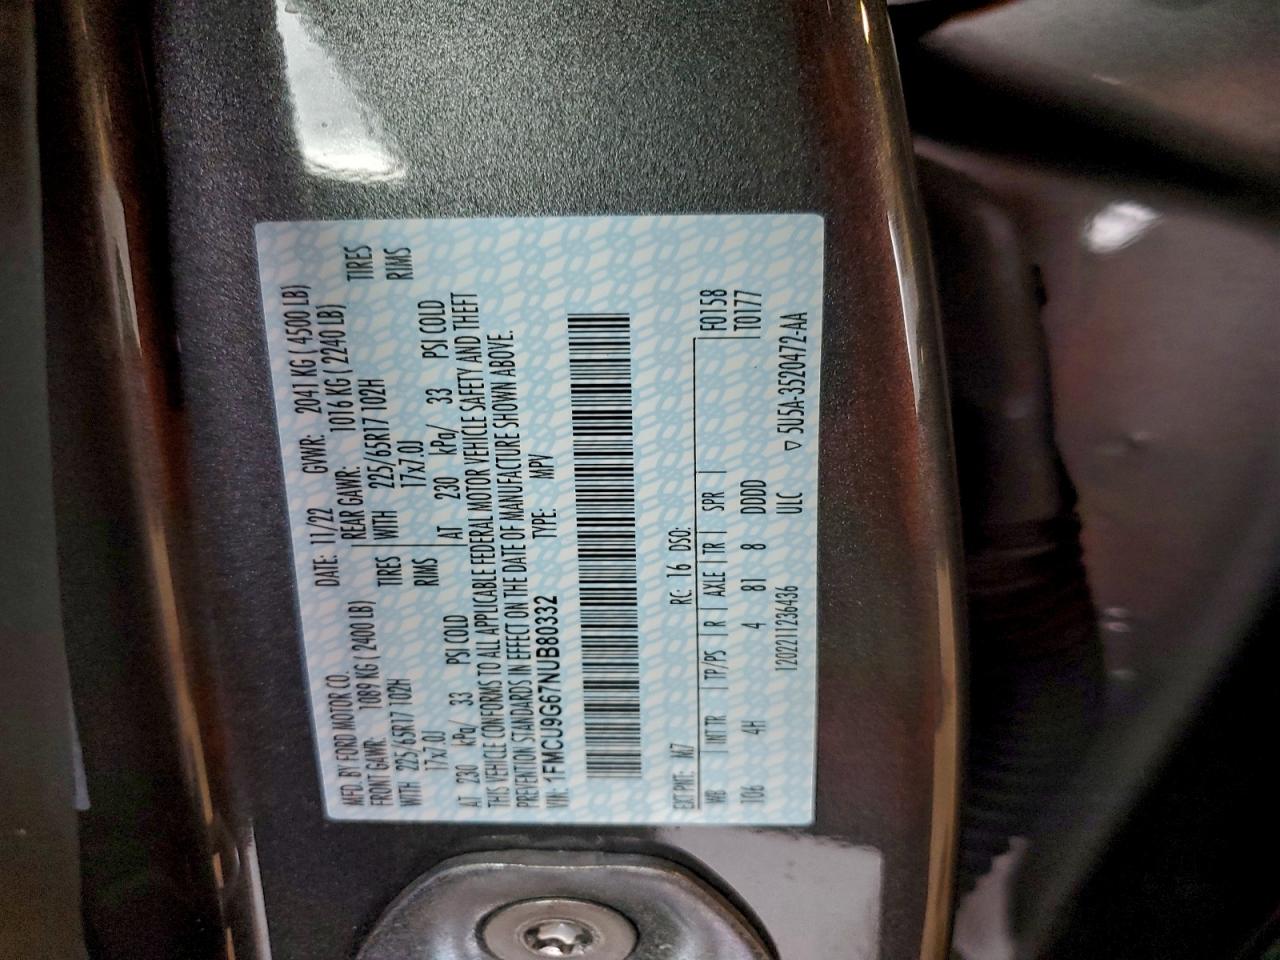 MFD. BY FORD MOTOR CO.
DATE: 11/22 GVWR: 2041 KG ( 4500 LB)
FRONT GAWR: 1089 KG ( 2400 LB)
REAR GAWR: 1016 KG ( 2240 LB)
WITH 225/65R17 102H TIRES
WITH 225/65R17 102H TIRES
17x7.0J RIMS
17x7.0J RIMS
AT 230 kPa/ 33 PSI COLD
AT 230 kPa/ 33 PSI COLD
THIS VEHICLE CONFORMS TO ALL APPLICABLE FEDERAL MOTOR VEHICLE SAFETY AND THEFT
PREVENTION STANDARDS IN EFFECT ON THE DATE OF MANUFACTURE SHOWN ABOVE.
VIN: 1FMCU9G67NUB80332 TYPE: MPV
EXT PNT: M7 RC: 16 DSO:
WB INT TR TP/PS R AXLE TR SPR F0158
106 4H 4 81 8 DDDD T0177
1202211236436 ULC ▽ 5U5A-3520472-AA